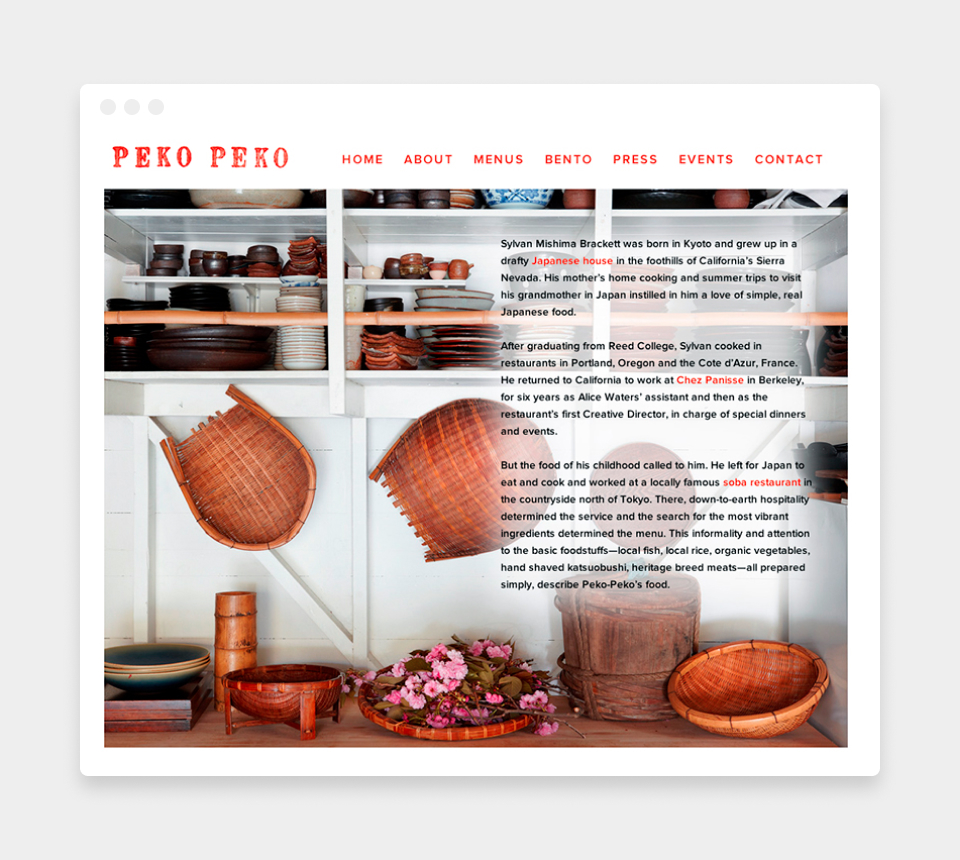 PEKO PEKO
HOME ABOUT MENUS BENTO PRESS EVENTS CONTACT
Sylvan Mishima Brackett was born in Kyoto and grew up in a
drafty Japanese house in the foothills of California's Sierra
Nevada. His mother's home cooking and summer trips to visit
his grandmother in Japan instilled in him a love of simple, real
Japanese food.
After graduating from Reed College, Sylvan cooked in
restaurants in Portland, Oregon and the Cote d'Azur, France.
He returned to California to work at Chez Panisse in Berkeley,
for six years as Alice Waters' assistant and then as the
restaurant's first Creative Director, in charge of special dinners
and events.
But the food of his childhood called to him. He left for Japan to
eat and cook and worked at a locally famous soba restaurant in
the countryside north of Tokyo. There, down-to-earth hospitality
determined the service and the search for the most vibrant
ingredients determined the menu. This informality and attention
to the basic foodstuffs—local fish, local rice, organic vegetables,
hand shaved katsuobushi, heritage breed meats—all prepared
simply, describe Peko-Peko's food.